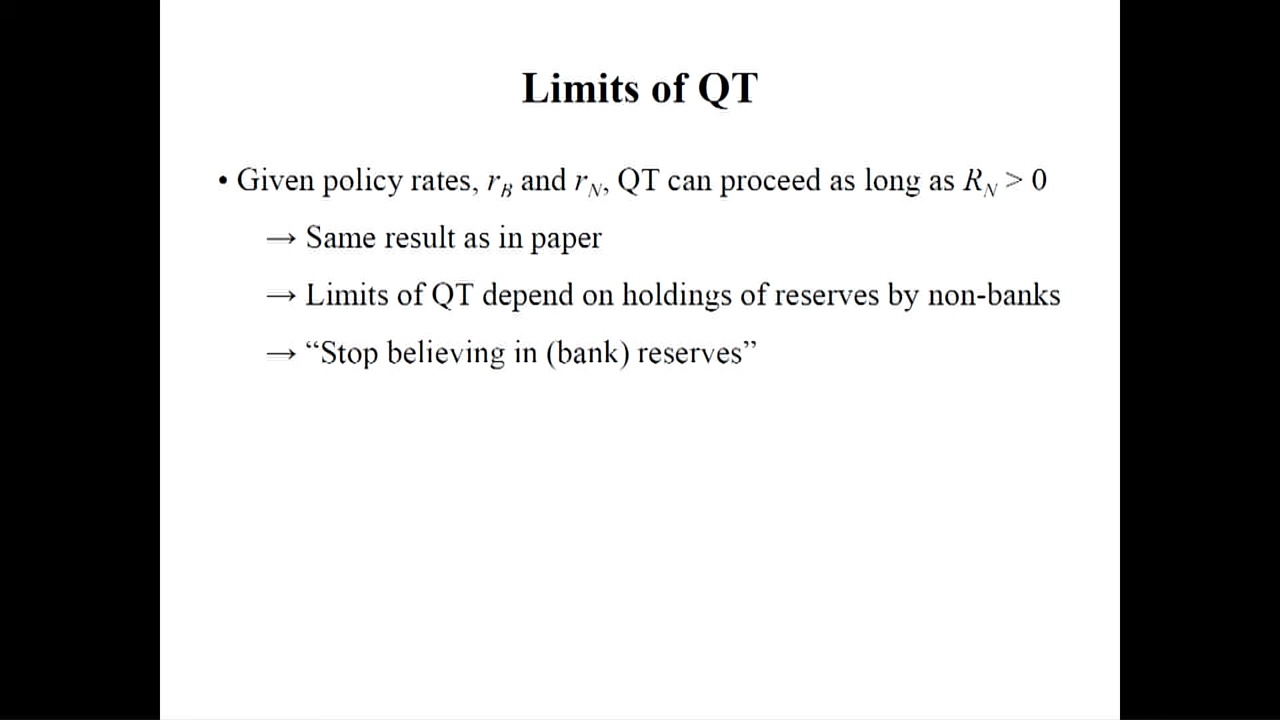 Limits of QT
• Given policy rates, r_B and r_N, QT can proceed as long as R_N > 0
→ Same result as in paper
→ Limits of QT depend on holdings of reserves by non-banks
→ “Stop believing in (bank) reserves”